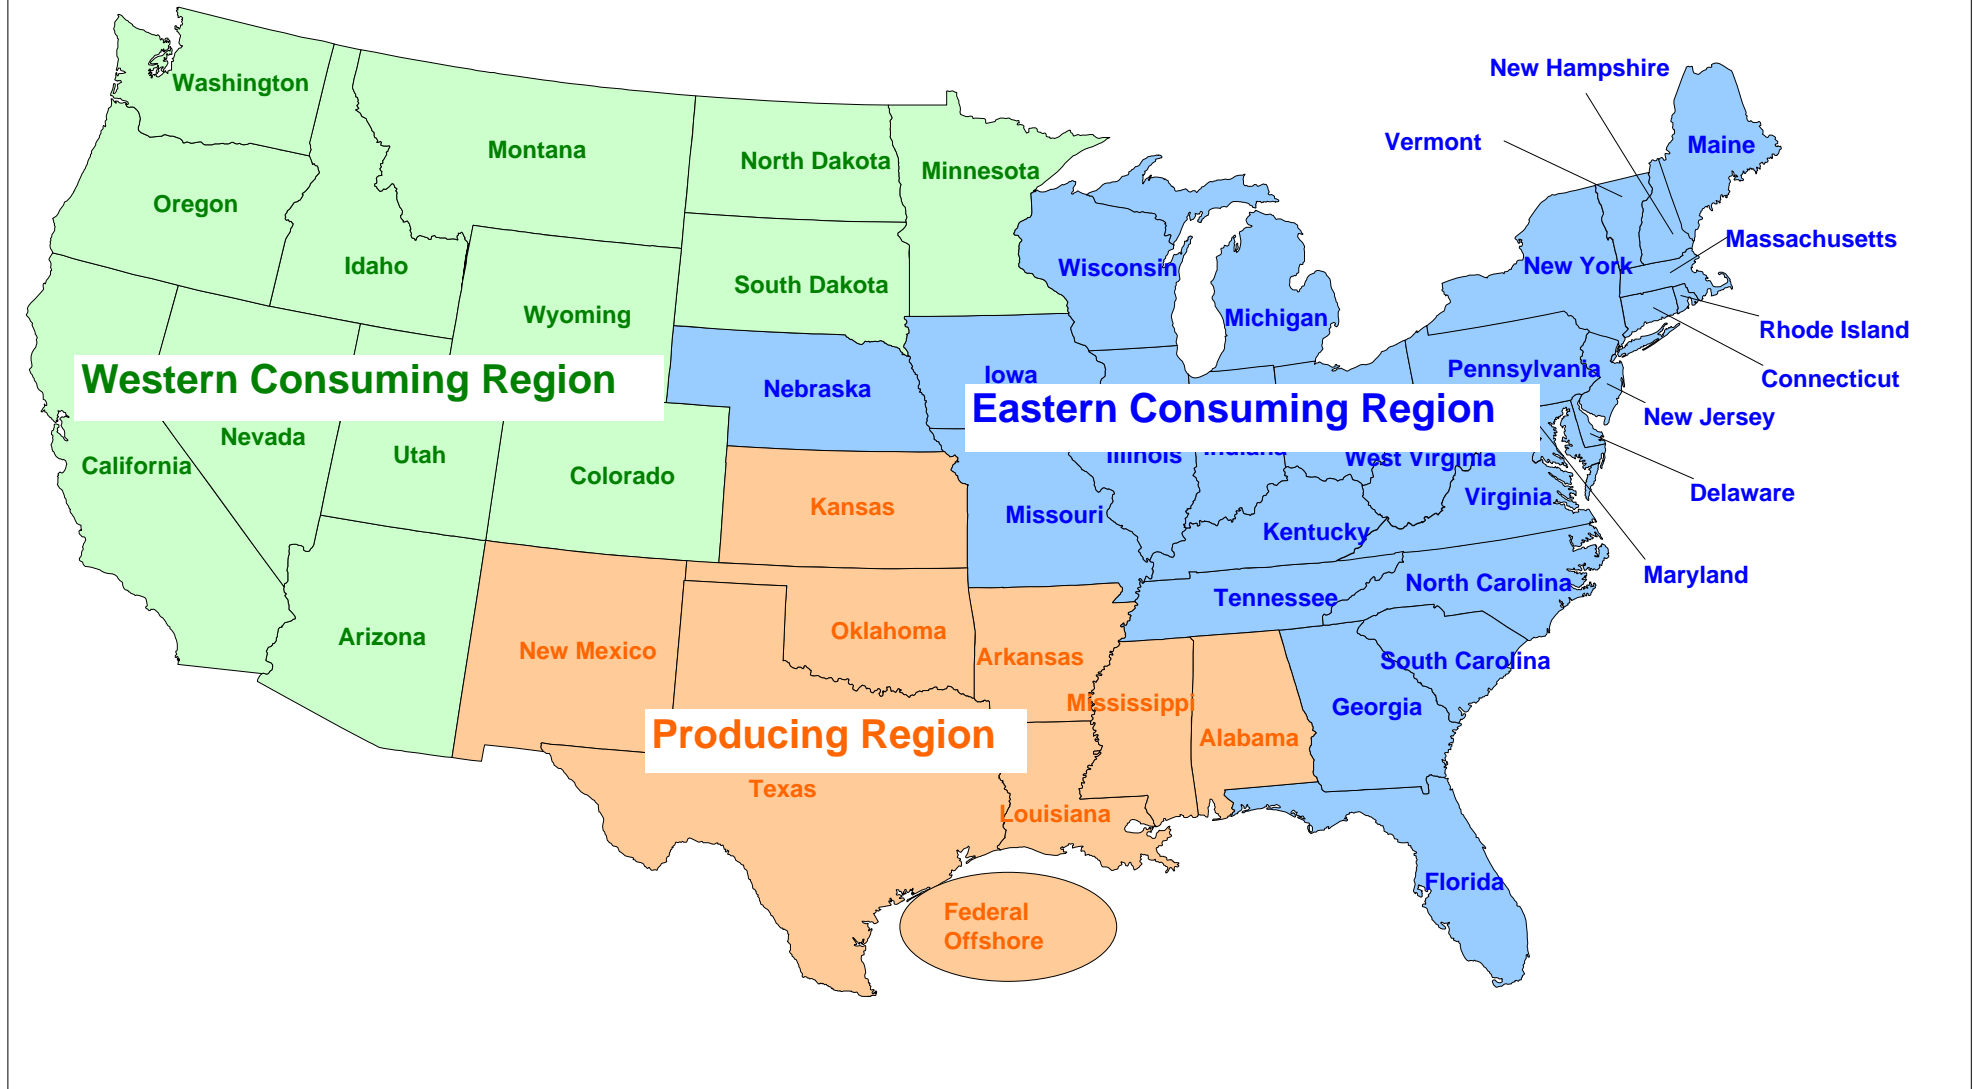 New Hampshire
Washington
Vermont
Maine
Montana
North Dakota
Minnesota
Oregon
Massachusetts
Idaho
New York
Wisconsin
South Dakota
Wyoming
Michigan
Rhode Island
Western Consuming Region
Nebraska
Iowa
Pennsylvania
Connecticut
Eastern Consuming Region
New Jersey
Nevada
Utah
California
Colorado
Illinois
Indiana
West Virginia
Virginia
Delaware
Kansas
Missouri
Kentucky
Maryland
North Carolina
Tennessee
Arizona
New Mexico
Oklahoma
Arkansas
South Carolina
Mississippi
Georgia
Producing Region
Alabama
Texas
Louisiana
Florida
Federal
Offshore